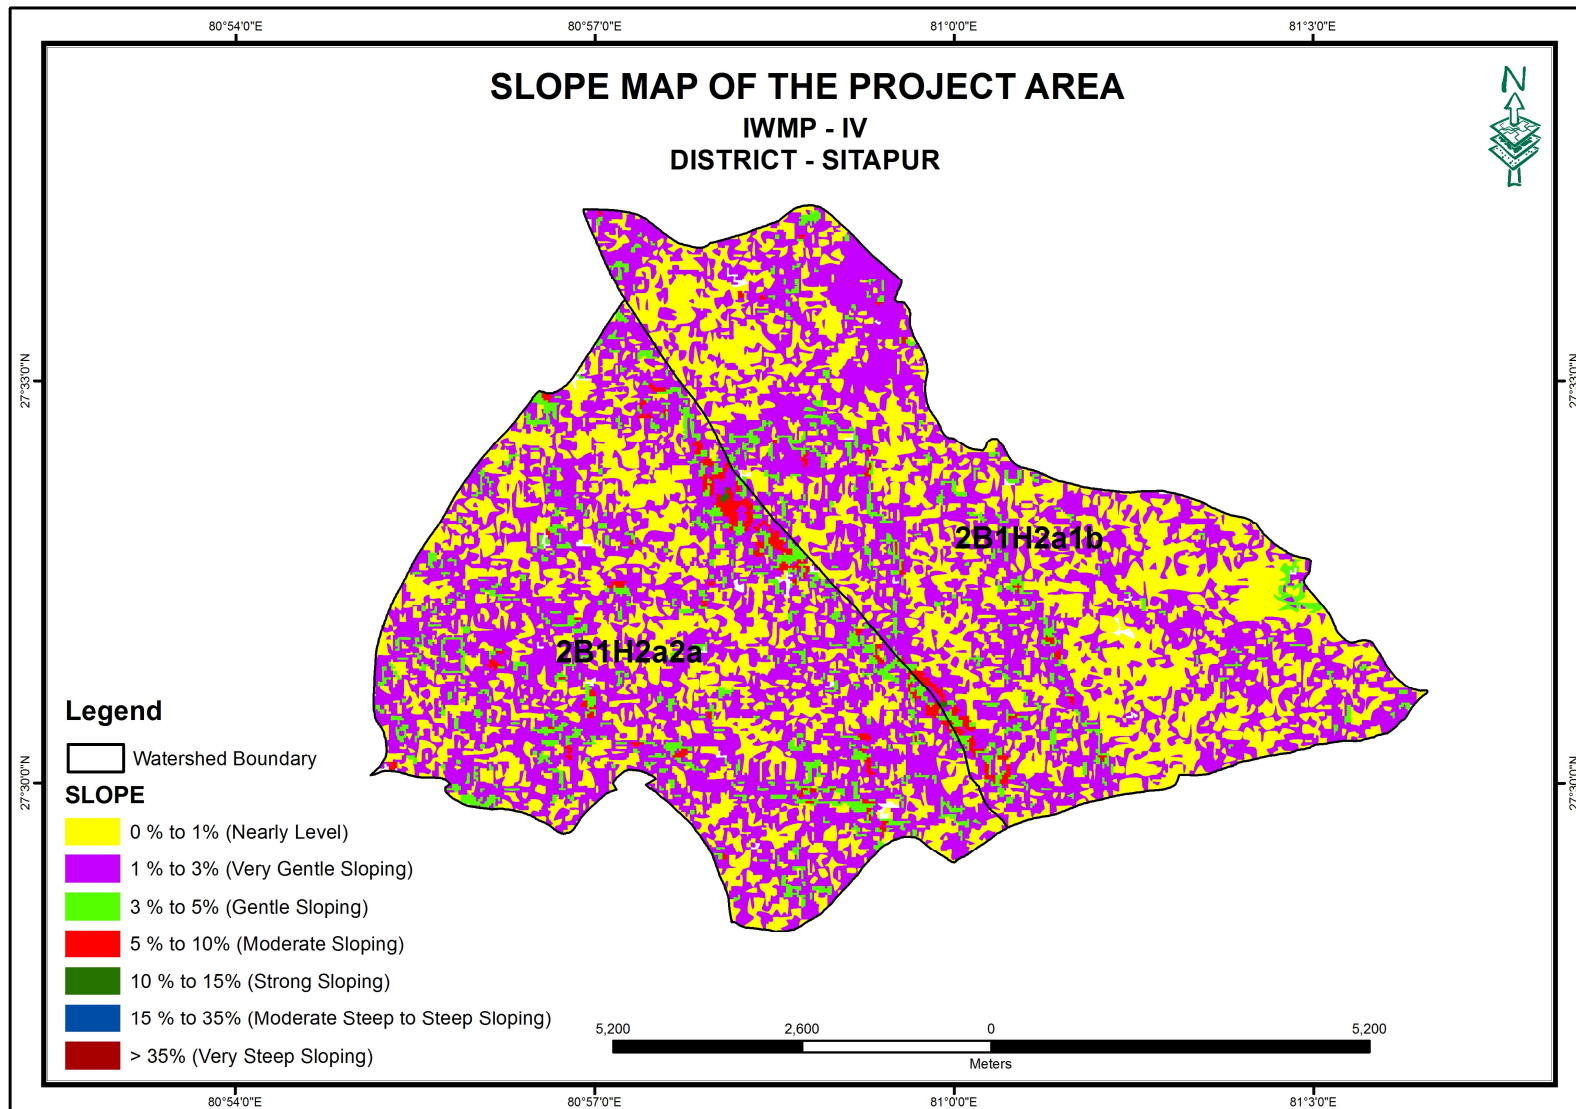 80°54'0"E 80°57'0"E 81°0'0"E 81°3'0"E
SLOPE MAP OF THE PROJECT AREA
IWMP - IV
DISTRICT - SITAPUR
N
27°33'0"N 27°33'0"N
2B1H2a1b
2B1H2a2a
27°30'0"N 27°30'0"N
Legend
Watershed Boundary
SLOPE
0 % to 1% (Nearly Level)
1 % to 3% (Very Gentle Sloping)
3 % to 5% (Gentle Sloping)
5 % to 10% (Moderate Sloping)
10 % to 15% (Strong Sloping)
15 % to 35% (Moderate Steep to Steep Sloping)
> 35% (Very Steep Sloping)
5,200 2,600 0 5,200
Meters
80°54'0"E 80°57'0"E 81°0'0"E 81°3'0"E